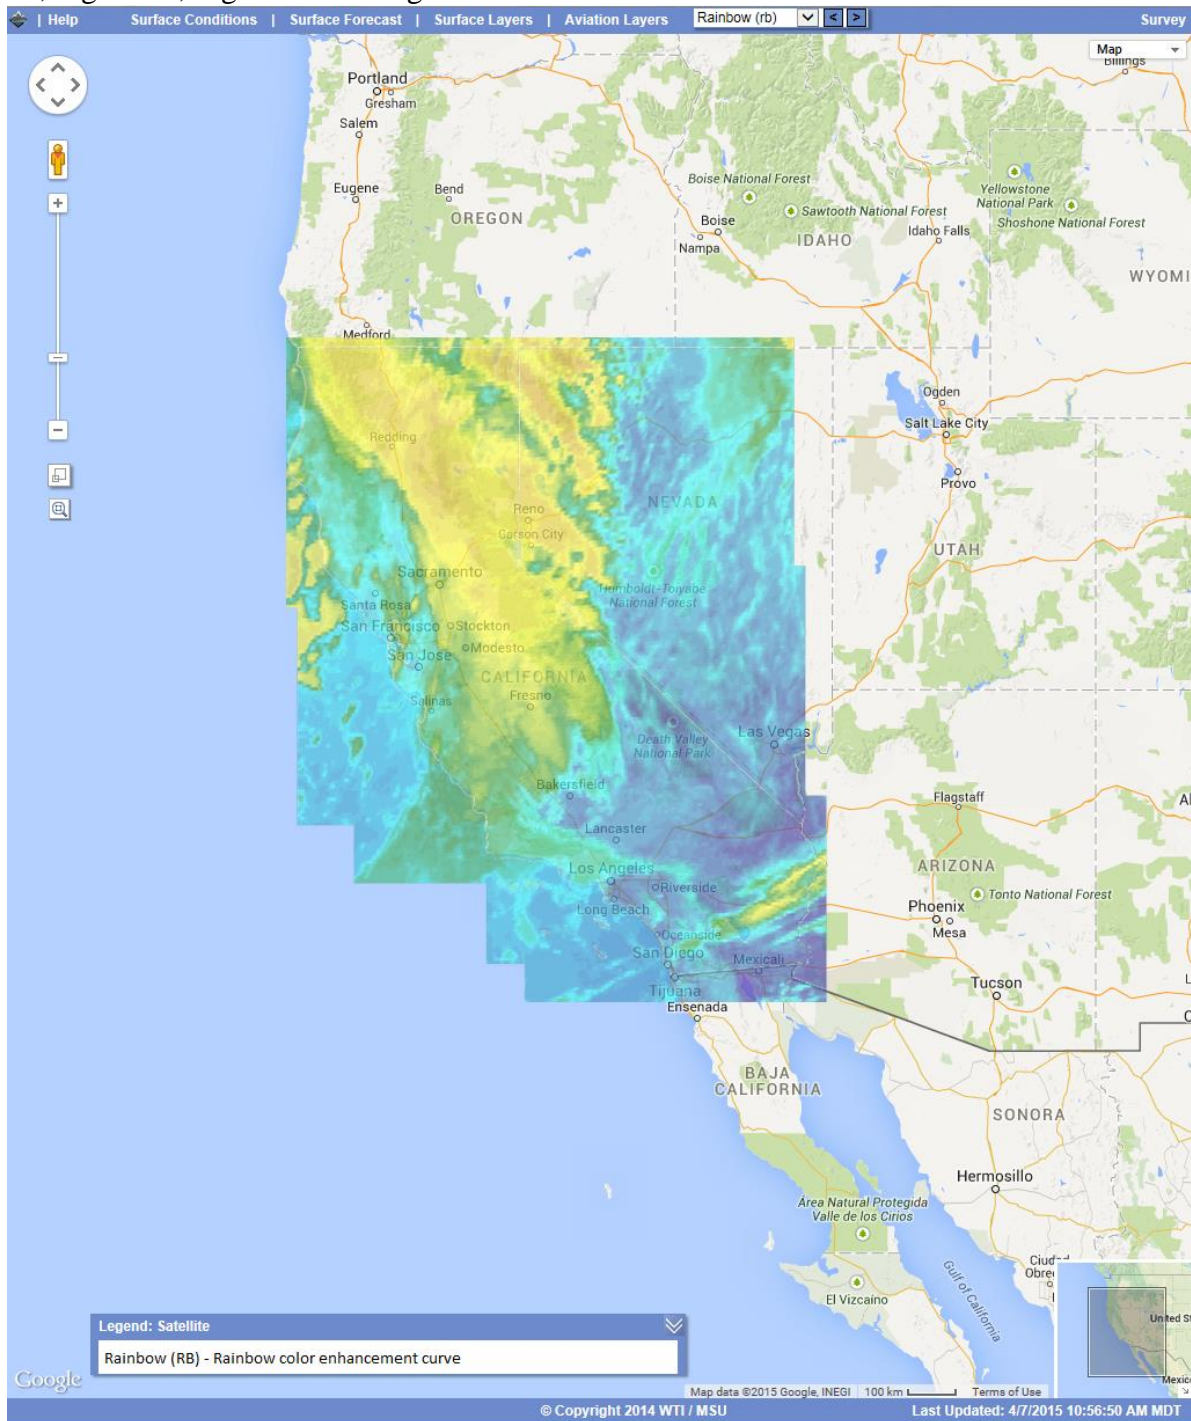 | Help Surface Conditions | Surface Forecast | Surface Layers | Aviation Layers Rainbow (rb) < > Survey
Map
Billings
Portland
Gresham
Salem
Eugene
Bend
OREGON
Boise National Forest
Sawtooth National Forest
Yellowstone
National Park
Shoshone National Forest
Boise
Nampa
IDAHO
Idaho Falls
WYOMI
Medford
Ogden
Salt Lake City
Provo
Redding
NEVADA
Reno
Carson City
UTAH
Sacramento
Humboldt-Toiyabe
National Forest
Santa Rosa
San Francisco
Stockton
Modesto
San Jose
CALIFORNIA
Fresno
Salinas
Death Valley
National Park
Las Vegas
Bakersfield
Flagstaff
Lancaster
Los Angeles
Riverside
Long Beach
ARIZONA
Tonto National Forest
Phoenix
Mesa
Oceanside
San Diego
Mexicali
Tijuana
Tucson
Ensenada
BAJA
CALIFORNIA
SONORA
Hermosillo
Área Natural Protegida
Valle de los Cirios
Gulf of California
El Vizcaíno
Ciudad
Obre
United St
Mexic
Legend: Satellite
Rainbow (RB) - Rainbow color enhancement curve
Google
Map data ©2015 Google, INEGI 100 km Terms of Use
© Copyright 2014 WTI / MSU Last Updated: 4/7/2015 10:56:50 AM MDT